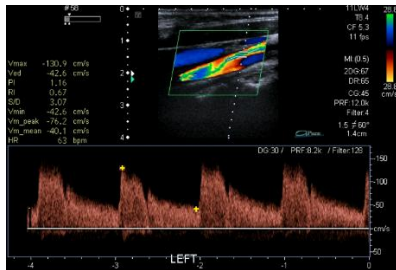 #58
11LW4
T8.4
CF 5.3
11 fps
MI (0.5)
2DG:67
DR:65
CG:45
PRF:12.0k
Filter:4
1.5 60°
1.4cm
0
1
2
3
4
Vmax -130.9 cm/s
Ved -42.6 cm/s
PI 1.16
RI 0.67
S/D 3.07
Vmin -42.6 cm/s
Vm_peak -76.2 cm/s
Vm_mean -40.1 cm/s
HR 63 bpm
DG:30 / PRF:8.2k / Filter:128
-150
-100
-50
cm/s
50
-4 -3 -2 -1 0
LEFT